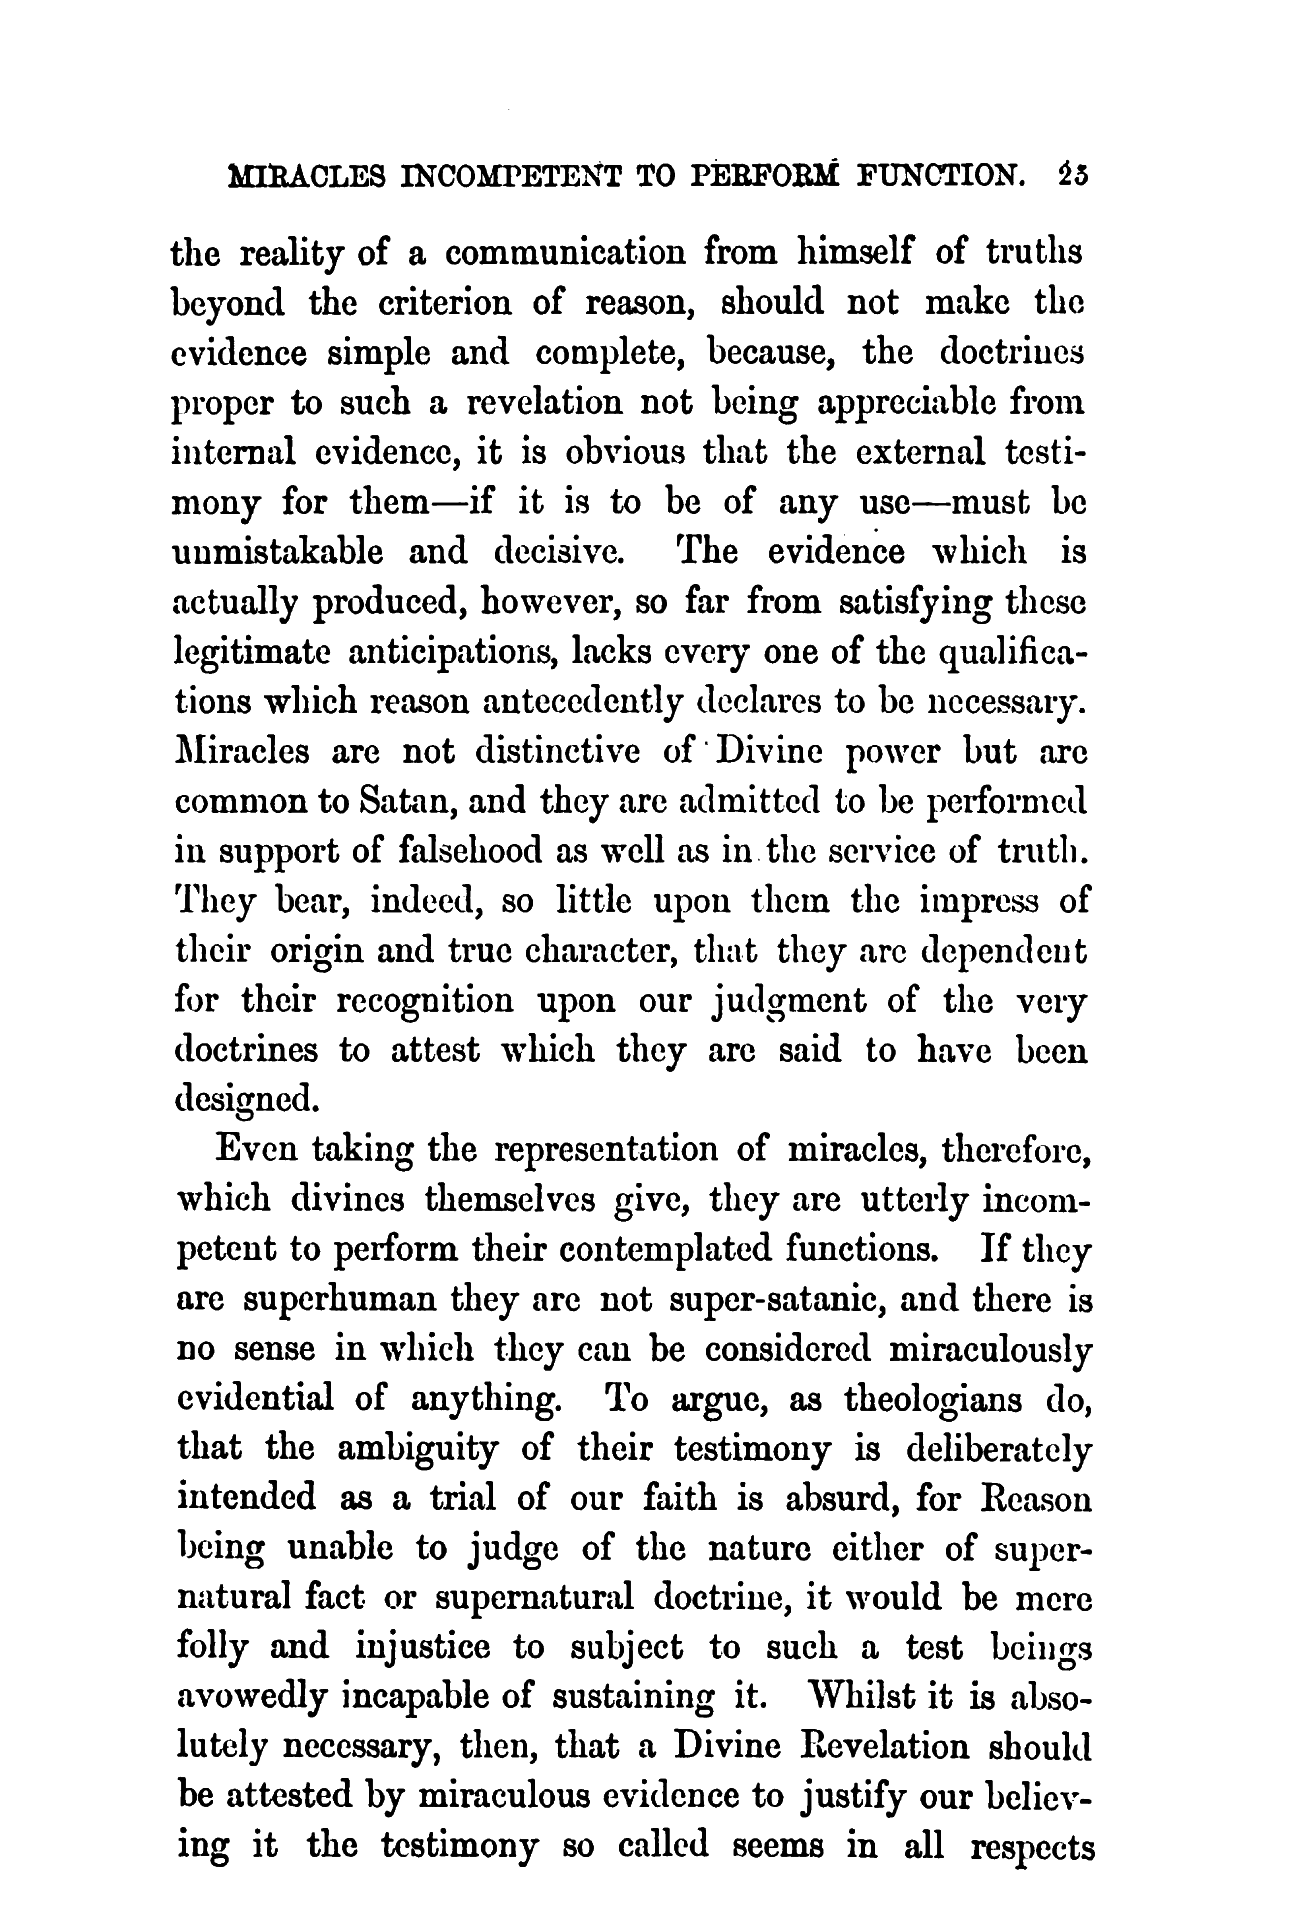 MIRACLES INCOMPETENT TO PERFORM FUNCTION. 25
the reality of a communication from himself of truths
beyond the criterion of reason, should not make the
evidence simple and complete, because, the doctrines
proper to such a revelation not being appreciable from
internal evidence, it is obvious that the external testi-
mony for them—if it is to be of any use—must be
unmistakable and decisive. The evidence which is
actually produced, however, so far from satisfying these
legitimate anticipations, lacks every one of the qualifica-
tions which reason antecedently declares to be necessary.
Miracles are not distinctive of Divine power but are
common to Satan, and they are admitted to be performed
in support of falsehood as well as in the service of truth.
They bear, indeed, so little upon them the impress of
their origin and true character, that they are dependent
for their recognition upon our judgment of the very
doctrines to attest which they are said to have been
designed.
Even taking the representation of miracles, therefore,
which divines themselves give, they are utterly incom-
petent to perform their contemplated functions. If they
are superhuman they are not super-satanic, and there is
no sense in which they can be considered miraculously
evidential of anything. To argue, as theologians do,
that the ambiguity of their testimony is deliberately
intended as a trial of our faith is absurd, for Reason
being unable to judge of the nature either of super-
natural fact or supernatural doctrine, it would be mere
folly and injustice to subject to such a test beings
avowedly incapable of sustaining it. Whilst it is abso-
lutely necessary, then, that a Divine Revelation should
be attested by miraculous evidence to justify our believ-
ing it the testimony so called seems in all respects